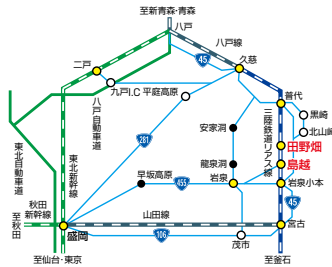 至新青森・青森
八戸
八戸線
45
久慈
二戸
九戸I.C
平庭高原
普代
黒崎
北山崎
八戸自動車道
三陸鉄道リアス線
安家洞
281
田野畑
島越
東北自動車道
東北新幹線
龍泉洞
早坂高原
455
岩泉
岩泉小本
45
秋田
新幹線
至秋田
山田線
宮古
盛岡
106
茂市
至仙台・東京
至釜石